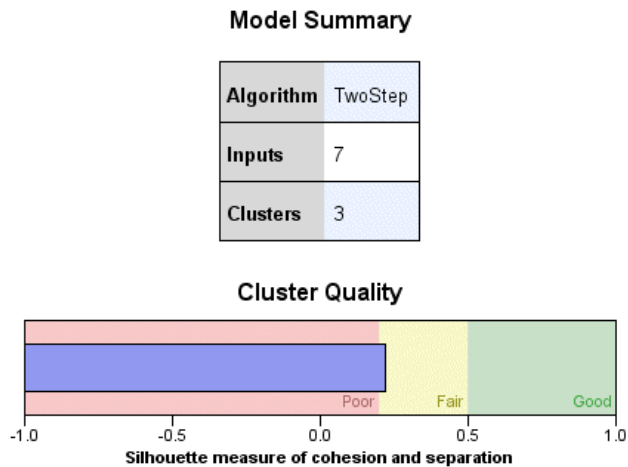 Model Summary
Algorithm TwoStep
Inputs 7
Clusters 3
Cluster Quality
Poor Fair Good
-1.0 -0.5 0.0 0.5 1.0
Silhouette measure of cohesion and separation